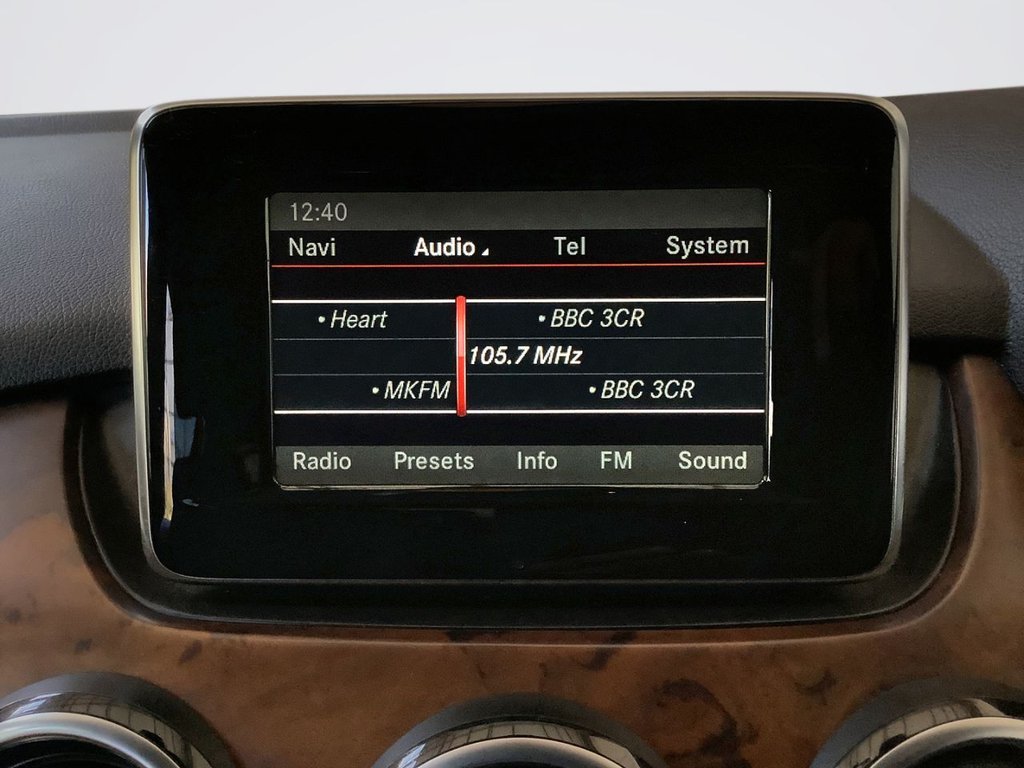 12:40
Navi Audio Tel System
• Heart • BBC 3CR
105.7 MHz
• MKFM • BBC 3CR
Radio Presets Info FM Sound